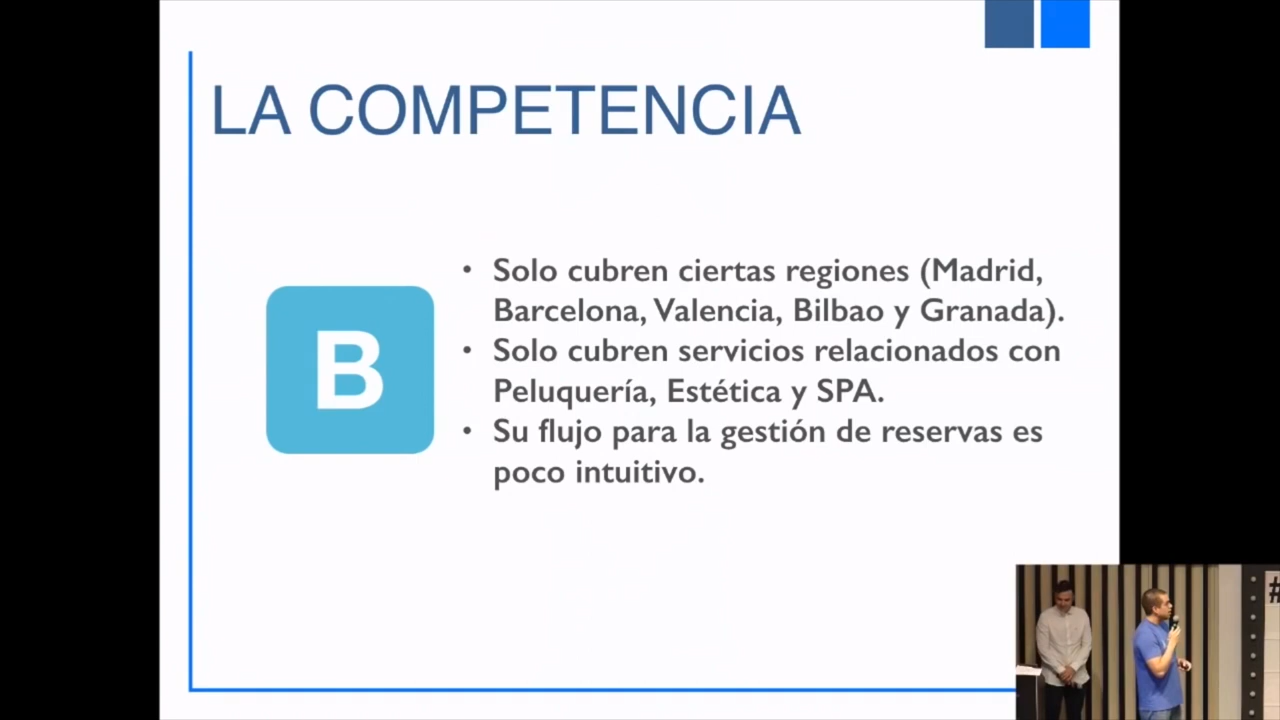 LA COMPETENCIA
B
• Solo cubren ciertas regiones (Madrid,
Barcelona, Valencia, Bilbao y Granada).
• Solo cubren servicios relacionados con
Peluquería, Estética y SPA.
• Su flujo para la gestión de reservas es
poco intuitivo.
#